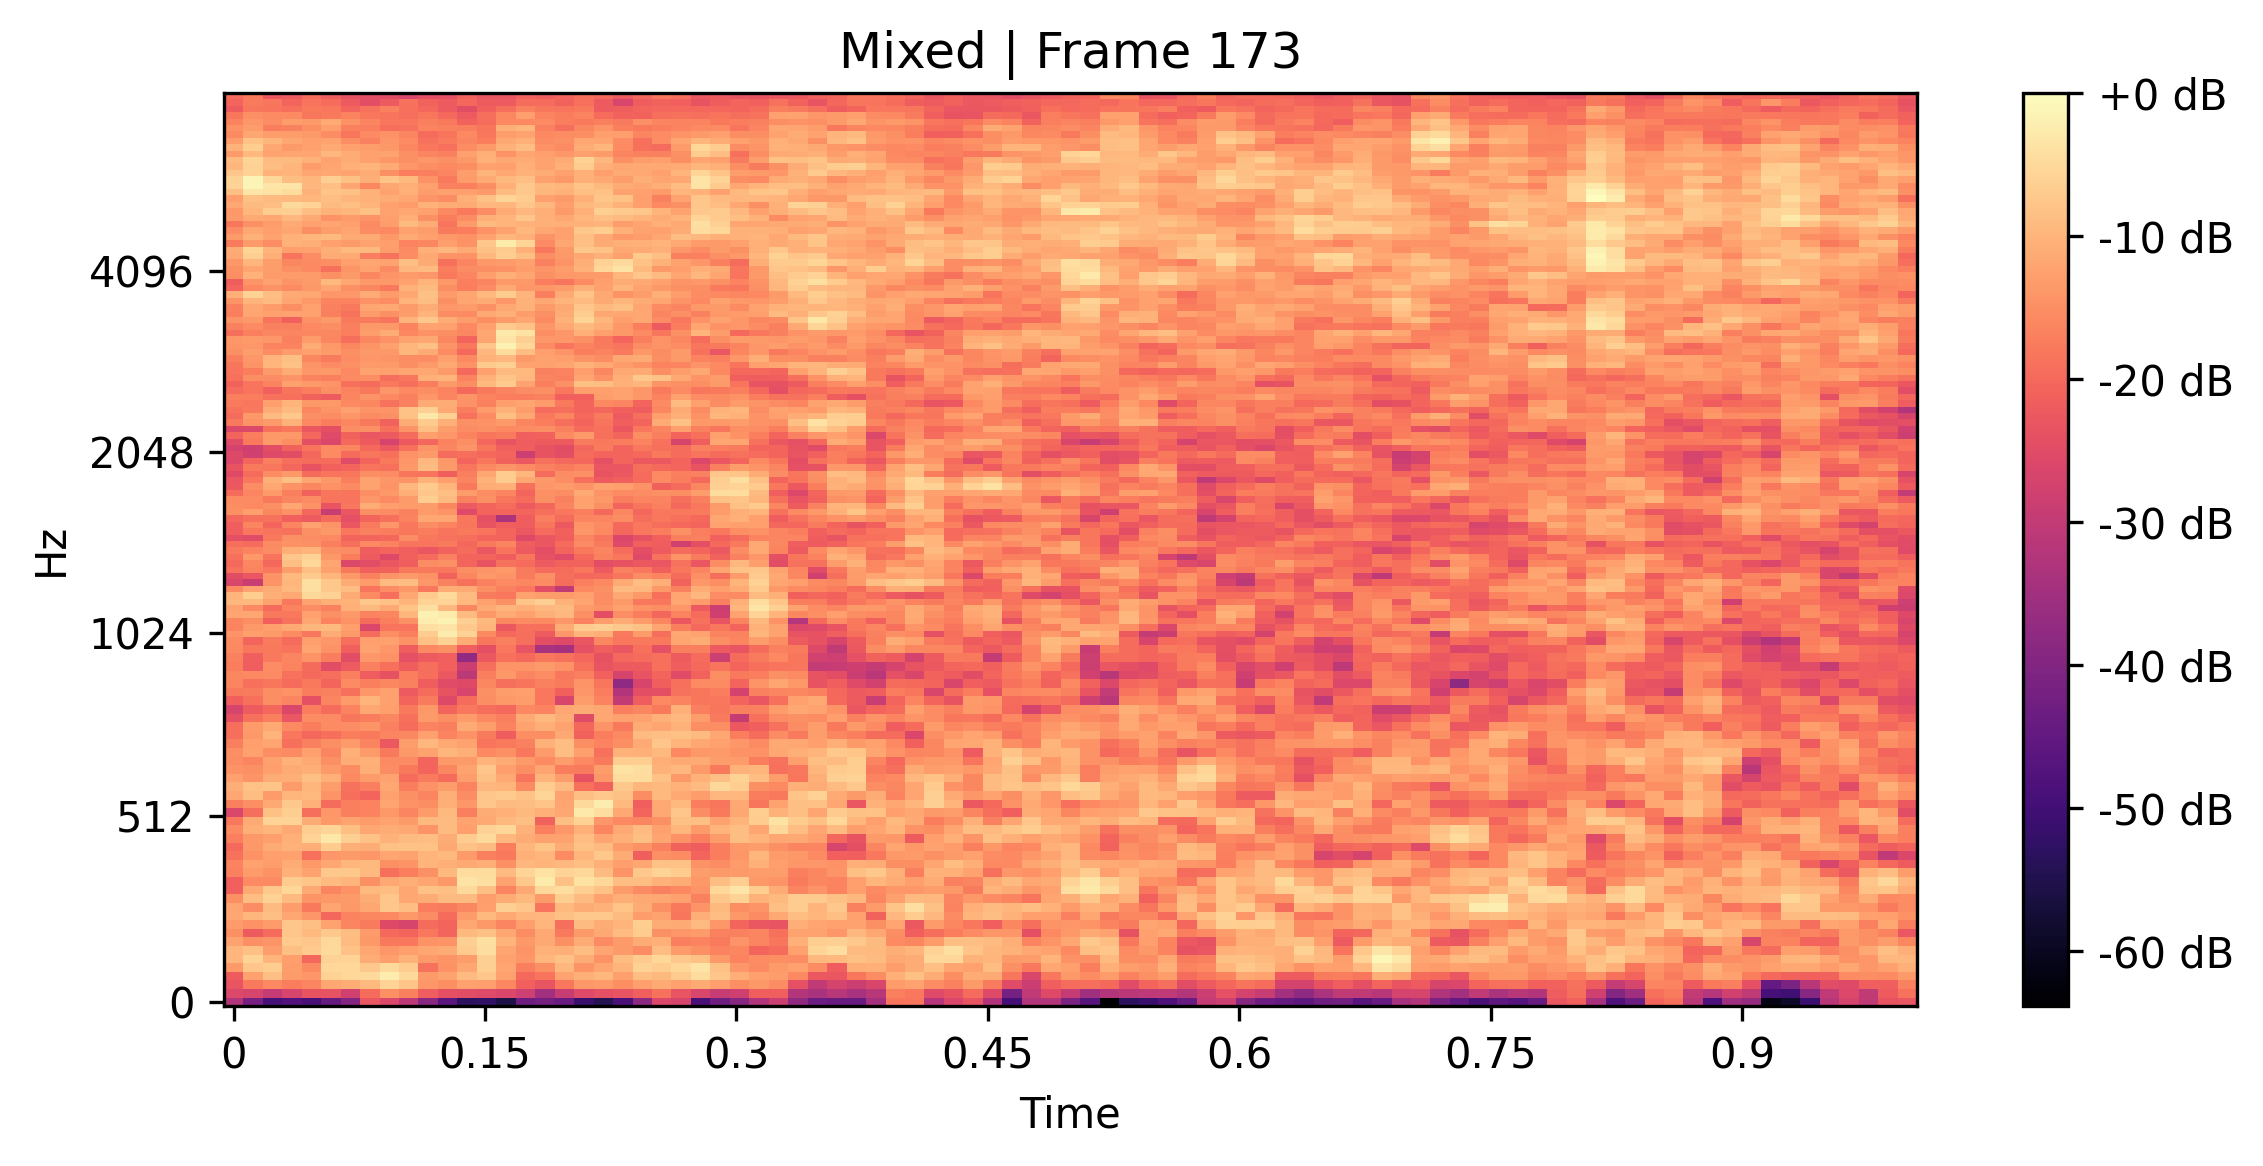 Mixed | Frame 173
+0 dB
-10 dB
-20 dB
-30 dB
-40 dB
-50 dB
-60 dB
4096
2048
1024
512
0
Hz
0 0.15 0.3 0.45 0.6 0.75 0.9
Time